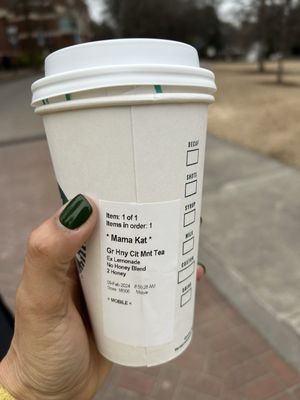 Item: 1 of 1
Items in order: 1
* Mama Kat *
Gr Hny Cit Mnt Tea
Ex Lemonade
No Honey Blend
2 Honey
> MOBILE <
DECAF
SHOTS
SYRUP
MILK
CUSTOM
DRINK